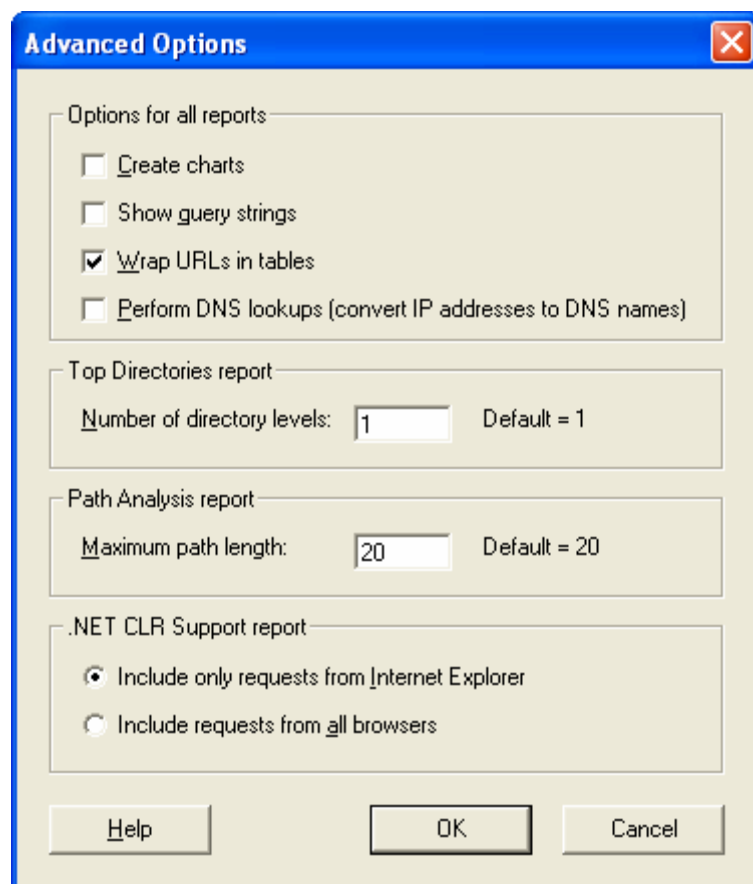 Advanced Options
Options for all reports
Create charts
Show query strings
Wrap URLs in tables
Perform DNS lookups (convert IP addresses to DNS names)
Top Directories report
Number of directory levels: 1 Default = 1
Path Analysis report
Maximum path length: 20 Default = 20
.NET CLR Support report
Include only requests from Internet Explorer
Include requests from all browsers
Help OK Cancel